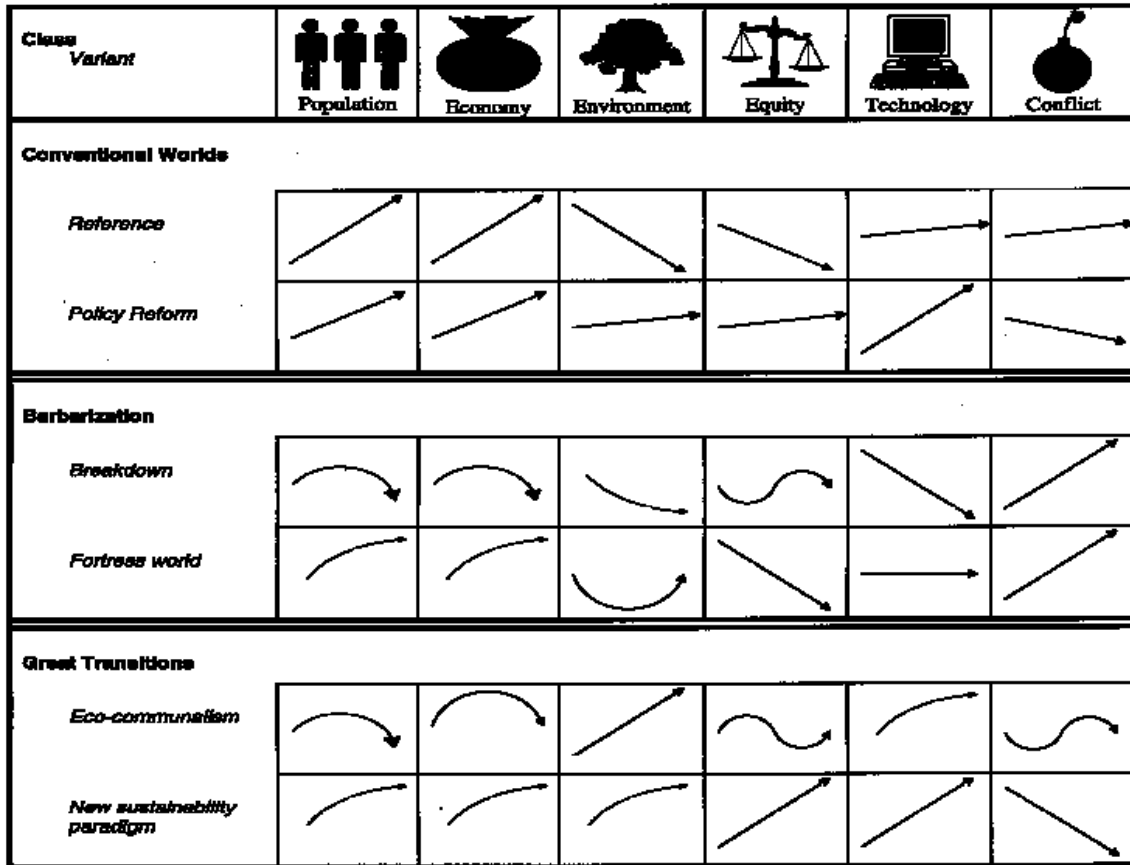 Class
Variant
Population
Economy
Environment
Equity
Technology
Conflict
Conventional Worlds
Reference
Policy Reform
Barbarization
Breakdown
Fortress world
Great Transitions
Eco-communalism
New sustainability
paradigm